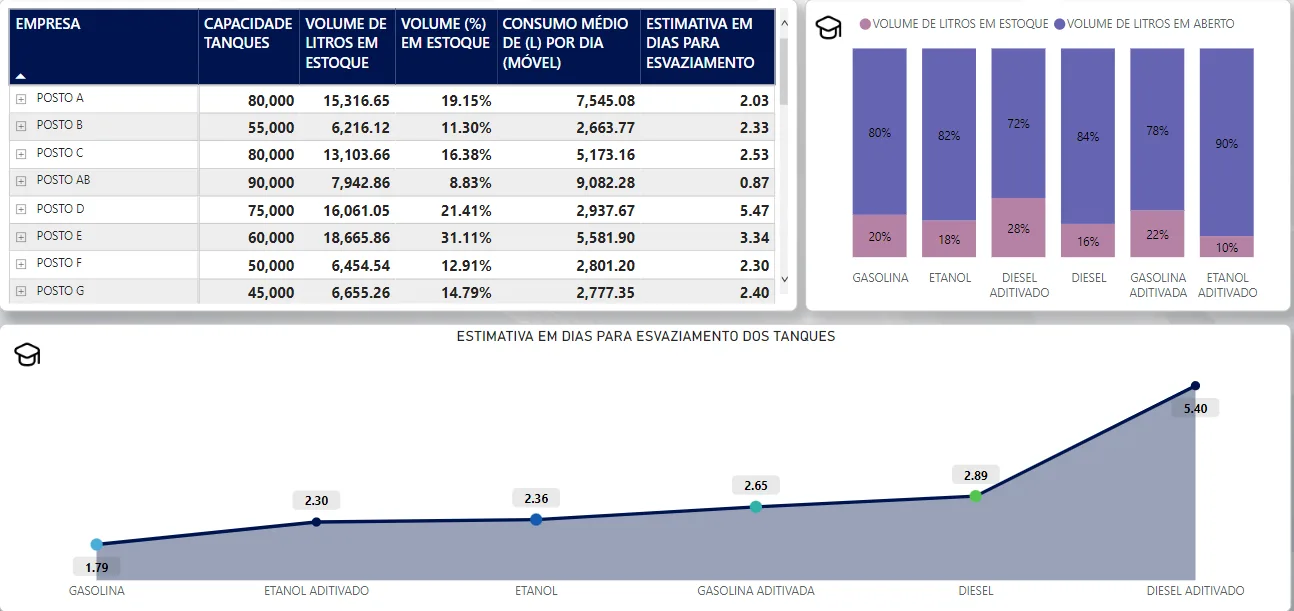 EMPRESA CAPACIDADE TANQUES VOLUME DE LITROS EM ESTOQUE VOLUME (%) EM ESTOQUE CONSUMO MÉDIO DE (L) POR DIA (MÓVEL) ESTIMATIVA EM DIAS PARA ESVAZIAMENTO
POSTO A 80,000 15,316.65 19.15% 7,545.08 2.03
POSTO B 55,000 6,216.12 11.30% 2,663.77 2.33
POSTO C 80,000 13,103.66 16.38% 5,173.16 2.53
POSTO AB 90,000 7,942.86 8.83% 9,082.28 0.87
POSTO D 75,000 16,061.05 21.41% 2,937.67 5.47
POSTO E 60,000 18,665.86 31.11% 5,581.90 3.34
POSTO F 50,000 6,454.54 12.91% 2,801.20 2.30
POSTO G 45,000 6,655.26 14.79% 2,777.35 2.40
VOLUME DE LITROS EM ESTOQUE VOLUME DE LITROS EM ABERTO
80% 82% 72% 84% 78% 90%
20% 18% 28% 16% 22% 10%
GASOLINA ETANOL DIESEL ADITIVADO DIESEL GASOLINA ADITIVADA ETANOL ADITIVADO
ESTIMATIVA EM DIAS PARA ESVAZIAMENTO DOS TANQUES
1.79 2.30 2.36 2.65 2.89 5.40
GASOLINA ETANOL ADITIVADO ETANOL GASOLINA ADITIVADA DIESEL DIESEL ADITIVADO